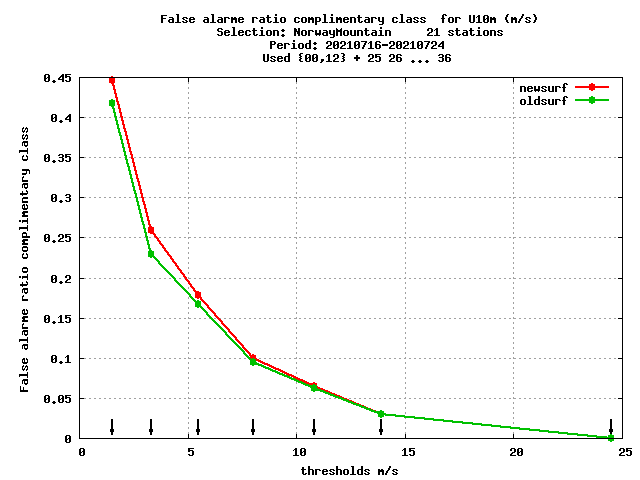 False alarme ratio complimentary class  for U10m (m/s)
Selection: NorwayMountain     21 stations
Period: 20210716-20210724
Used {00,12} + 25 26 ... 36
newsurf
oldsurf
0.45
0.4
0.35
0.3
0.25
0.2
0.15
0.1
0.05
0
False alarme ratio complimentary class
0 5 10 15 20 25
thresholds m/s